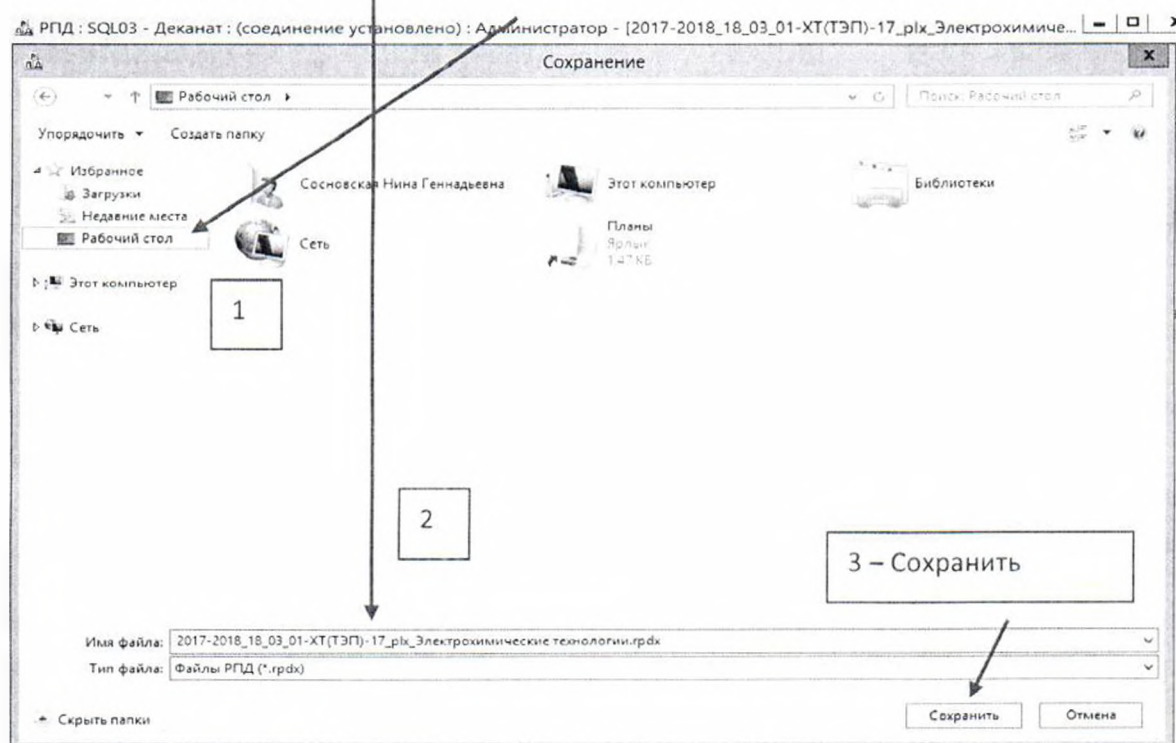 РПД : SQL03 - Деканат : (соединение установлено) : Администратор - [2017-2018_18_03_01-ХТ(ТЭП)-17_plx_Электрохимиче...
Сохранение
Рабочий стол
Поиск: Рабочий стол
Упорядочить
Создать папку
Избранное
Загрузки
Недавние места
Рабочий стол
Этот компьютер
Сеть
Сосновская Нина Геннадьевна
Этот компьютер
Библиотеки
Сеть
Планы
Ярлык
1,47 КБ
1
2
3 – Сохранить
Имя файла: 2017-2018_18_03_01-ХТ(ТЭП)-17_plx_Электрохимические технологии.rpdx
Тип файла: Файлы РПД (*.rpdx)
Скрыть папки
Сохранить
Отмена